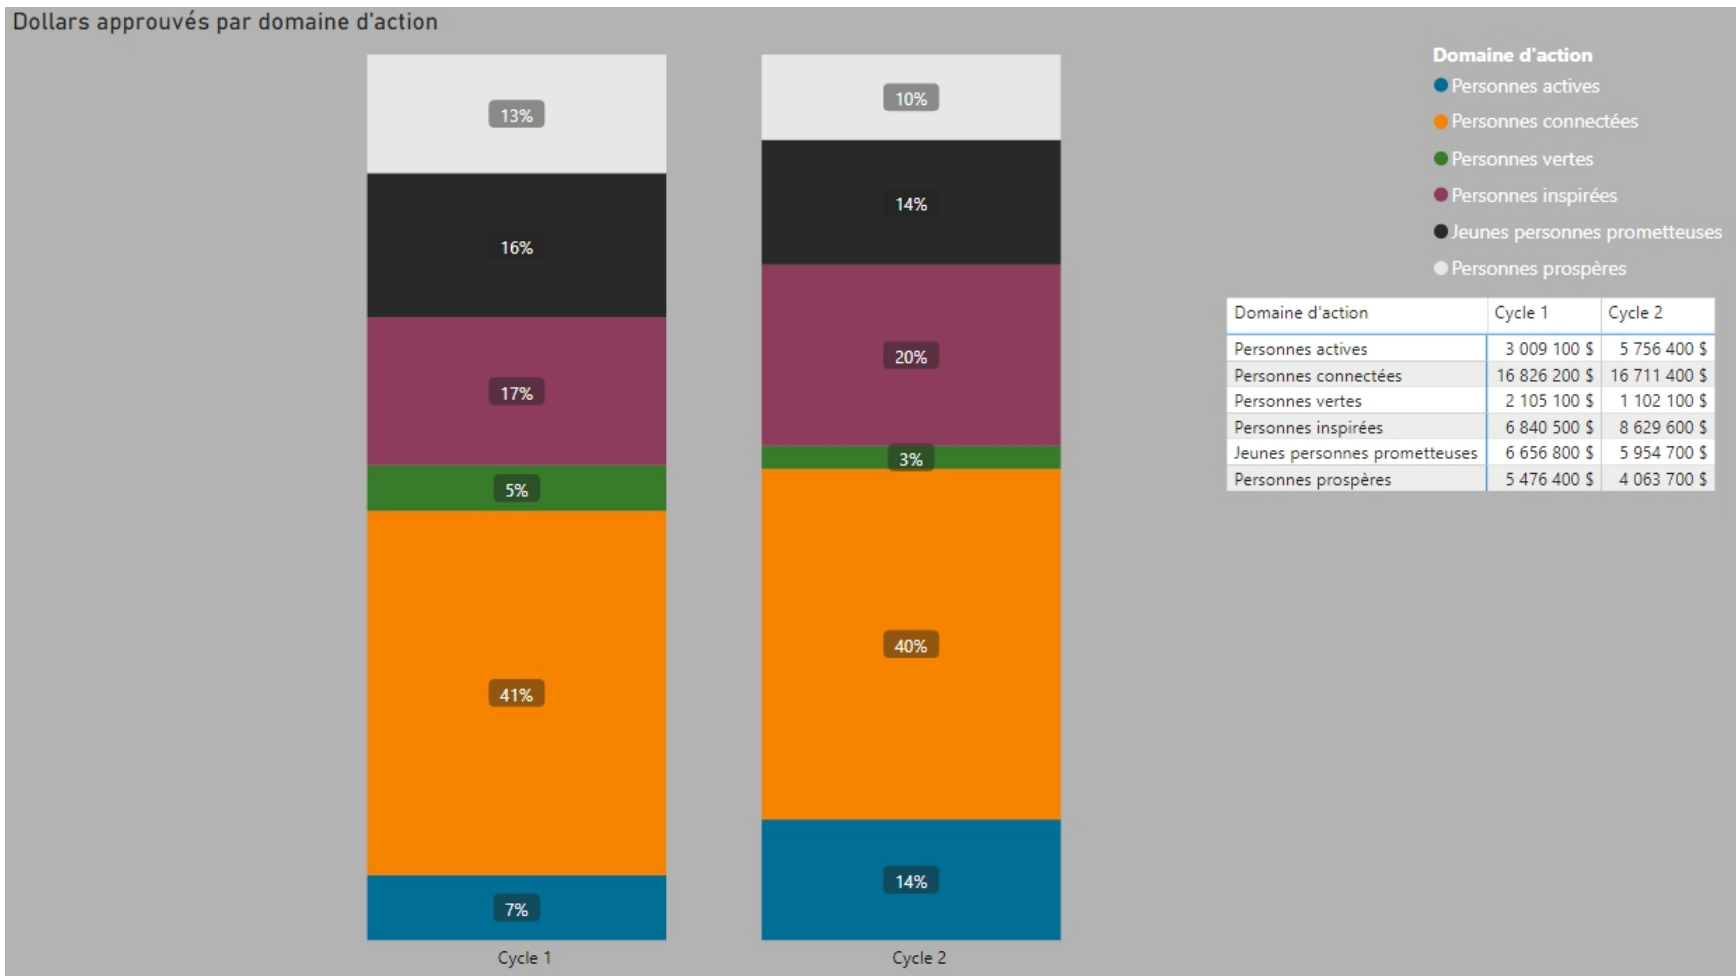 Dollars approuvés par domaine d'action
13%
16%
17%
5%
41%
7%
Cycle 1
10%
14%
20%
3%
40%
14%
Cycle 2
Domaine d'action
Personnes actives
Personnes connectées
Personnes vertes
Personnes inspirées
Jeunes personnes prometteuses
Personnes prospères
Domaine d'action Cycle 1 Cycle 2
Personnes actives 3 009 100 $ 5 756 400 $
Personnes connectées 16 826 200 $ 16 711 400 $
Personnes vertes 2 105 100 $ 1 102 100 $
Personnes inspirées 6 840 500 $ 8 629 600 $
Jeunes personnes prometteuses 6 656 800 $ 5 954 700 $
Personnes prospères 5 476 400 $ 4 063 700 $